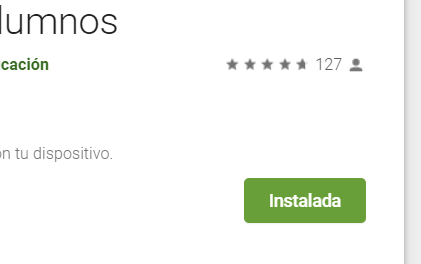 lumnos
cación
127
on tu dispositivo.
Instalada